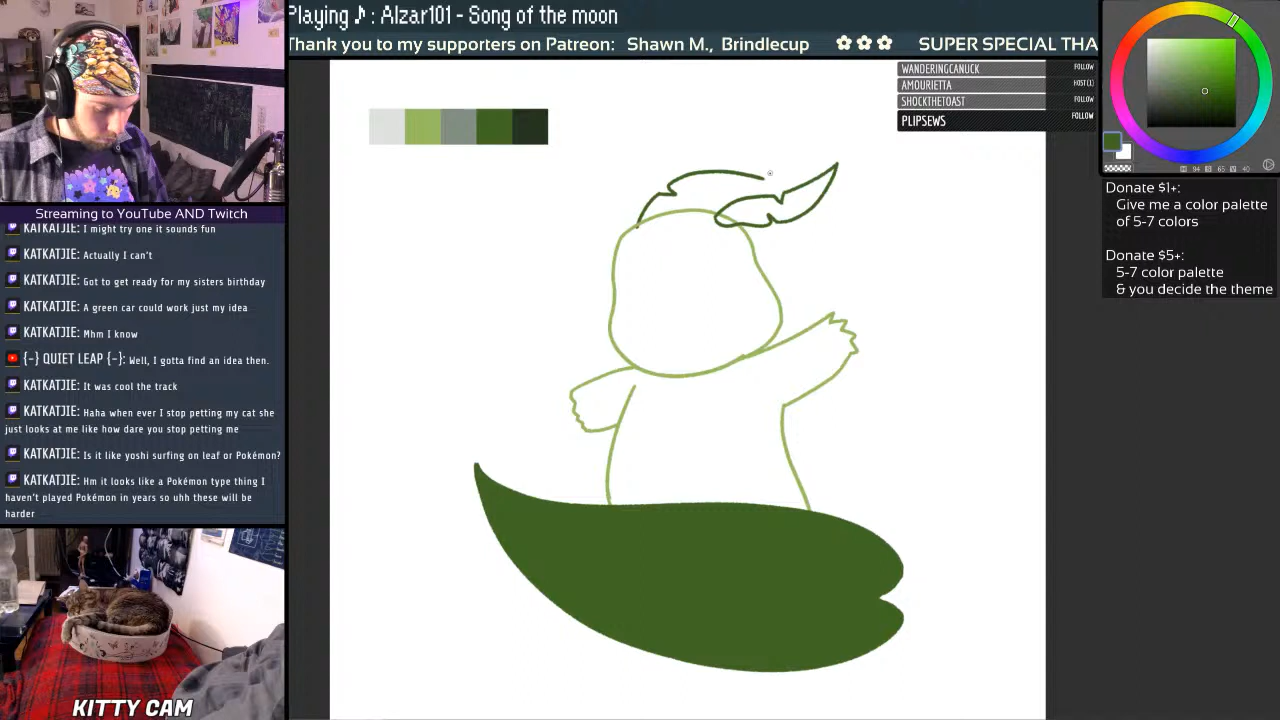 Playing ♪ : Alzar101 - Song of the moon
Thank you to my supporters on Patreon: Shawn M., Brindlecup ✿ ✿ ✿ SUPER SPECIAL THA
WANDERINGCANUCK FOLLOW
AMOURIETTA HOST(1)
SHOCKTHETOAST FOLLOW
PLIPSEWS FOLLOW
94 65 40
Donate $1+:
Give me a color palette
of 5-7 colors
Donate $5+:
5-7 color palette
& you decide the theme
Streaming to YouTube AND Twitch
KATKATJIE: I might try one it sounds fun
KATKATJIE: Actually I can't
KATKATJIE: Got to get ready for my sisters birthday
KATKATJIE: A green car could work just my idea
KATKATJIE: Mhm I know
{-} QUIET LEAP {-}: Well, I gotta find an idea then.
KATKATJIE: It was cool the track
KATKATJIE: Haha when ever I stop petting my cat she
just looks at me like how dare you stop petting me
KATKATJIE: Is it like yoshi surfing on leaf or Pokémon?
KATKATJIE: Hm it looks like a Pokémon type thing I
haven't played Pokémon in years so uhh these will be
harder
KITTY CAM